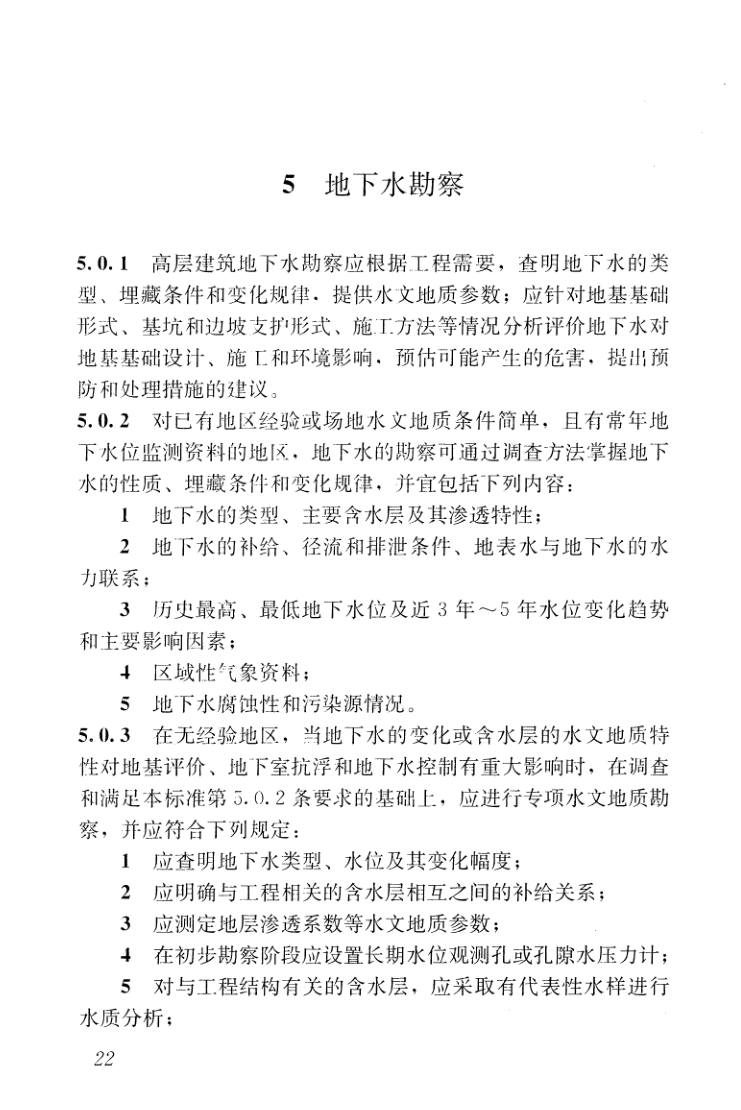 5 地下水勘察
5.0.1 高层建筑地下水勘察应根据工程需要，查明地下水的类
型、埋藏条件和变化规律，提供水文地质参数；应针对地基基础
形式、基坑和边坡支护形式、施工方法等情况分析评价地下水对
地基基础设计、施工和环境影响，预估可能产生的危害，提出预
防和处理措施的建议。
5.0.2 对已有地区经验或场地水文地质条件简单，且有常年地
下水位监测资料的地区，地下水的勘察可通过调查方法掌握地下
水的性质、埋藏条件和变化规律，并宜包括下列内容：
1 地下水的类型、主要含水层及其渗透特性；
2 地下水的补给、径流和排泄条件、地表水与地下水的水
力联系；
3 历史最高、最低地下水位及近 3 年～5 年水位变化趋势
和主要影响因素；
4 区域性气象资料；
5 地下水腐蚀性和污染源情况。
5.0.3 在无经验地区，当地下水的变化或含水层的水文地质特
性对地基评价、地下室抗浮和地下水控制有重大影响时，在调查
和满足本标准第 5.0.2 条要求的基础上，应进行专项水文地质勘
察，并应符合下列规定：
1 应查明地下水类型、水位及其变化幅度；
2 应明确与工程相关的含水层相互之间的补给关系；
3 应测定地层渗透系数等水文地质参数；
4 在初步勘察阶段应设置长期水位观测孔或孔隙水压力计；
5 对与工程结构有关的含水层，应采取有代表性水样进行
水质分析；
22